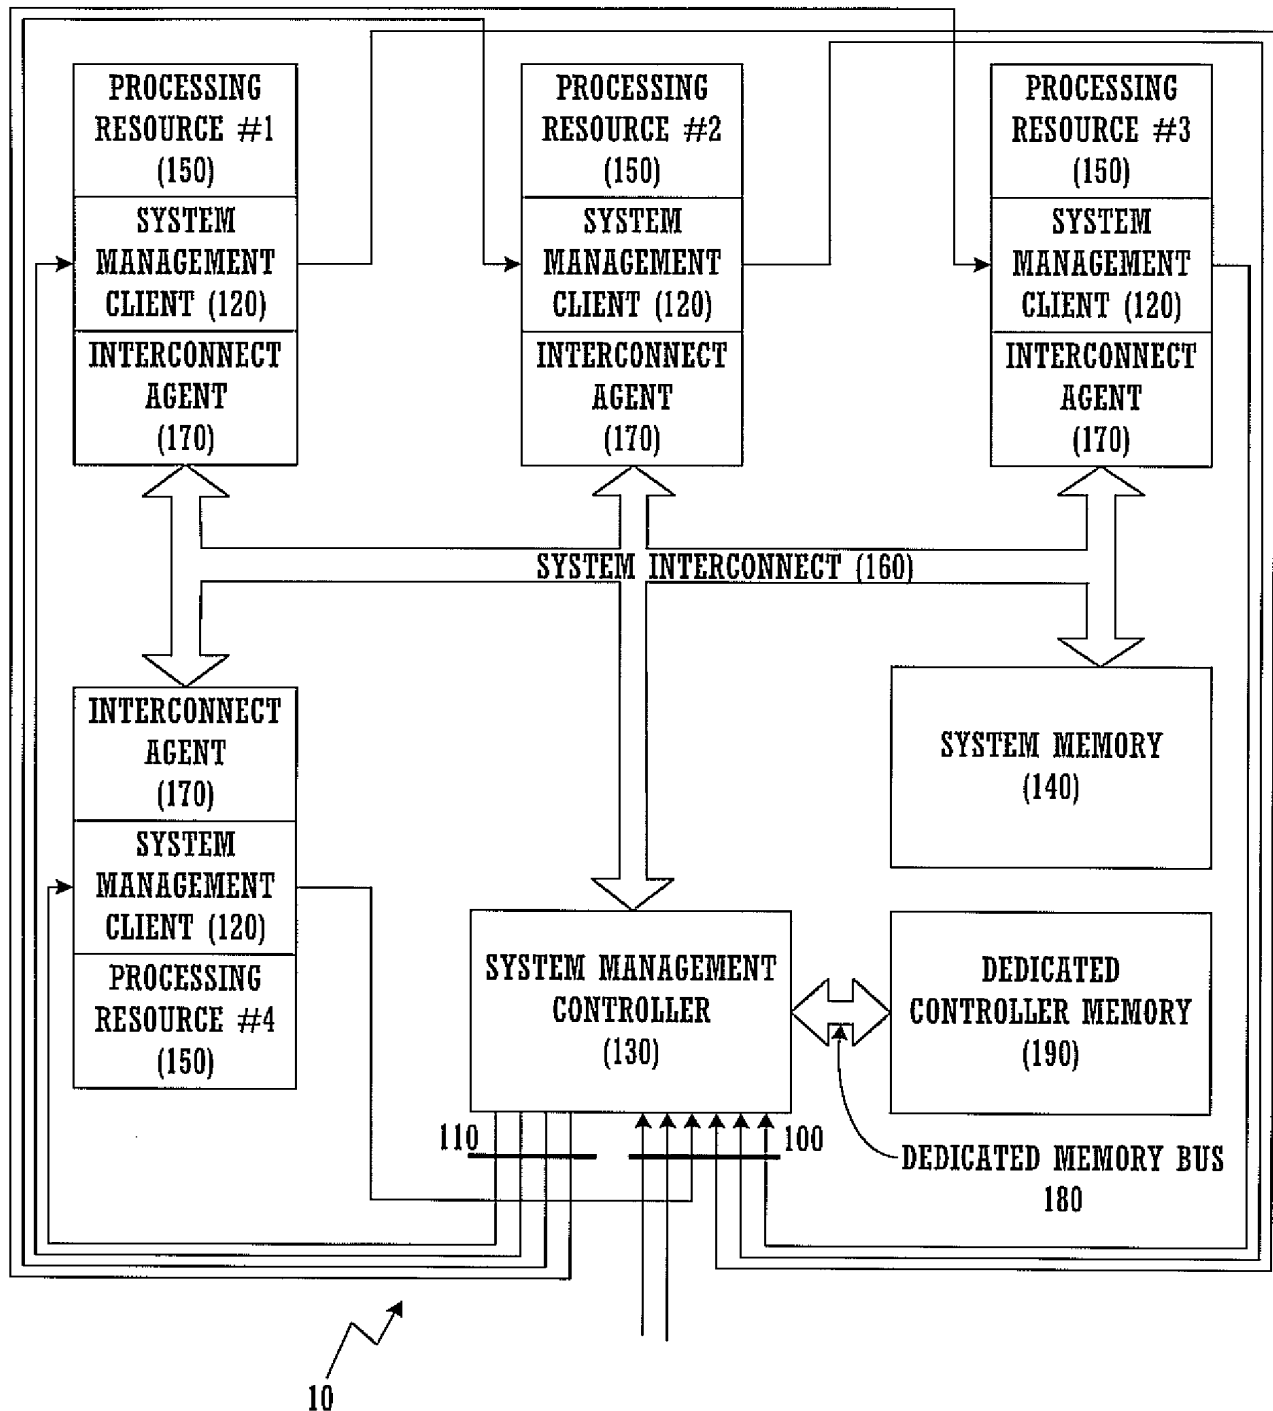 PROCESSING
RESOURCE #1
(150)
SYSTEM
MANAGEMENT
CLIENT (120)
INTERCONNECT
AGENT
(170)
PROCESSING
RESOURCE #2
(150)
SYSTEM
MANAGEMENT
CLIENT (120)
INTERCONNECT
AGENT
(170)
PROCESSING
RESOURCE #3
(150)
SYSTEM
MANAGEMENT
CLIENT (120)
INTERCONNECT
AGENT
(170)
SYSTEM INTERCONNECT (160)
INTERCONNECT
AGENT
(170)
SYSTEM
MANAGEMENT
CLIENT (120)
PROCESSING
RESOURCE #4
(150)
SYSTEM MEMORY
(140)
SYSTEM MANAGEMENT
CONTROLLER
(130)
DEDICATED
CONTROLLER MEMORY
(190)
110
100
DEDICATED MEMORY BUS
180
10